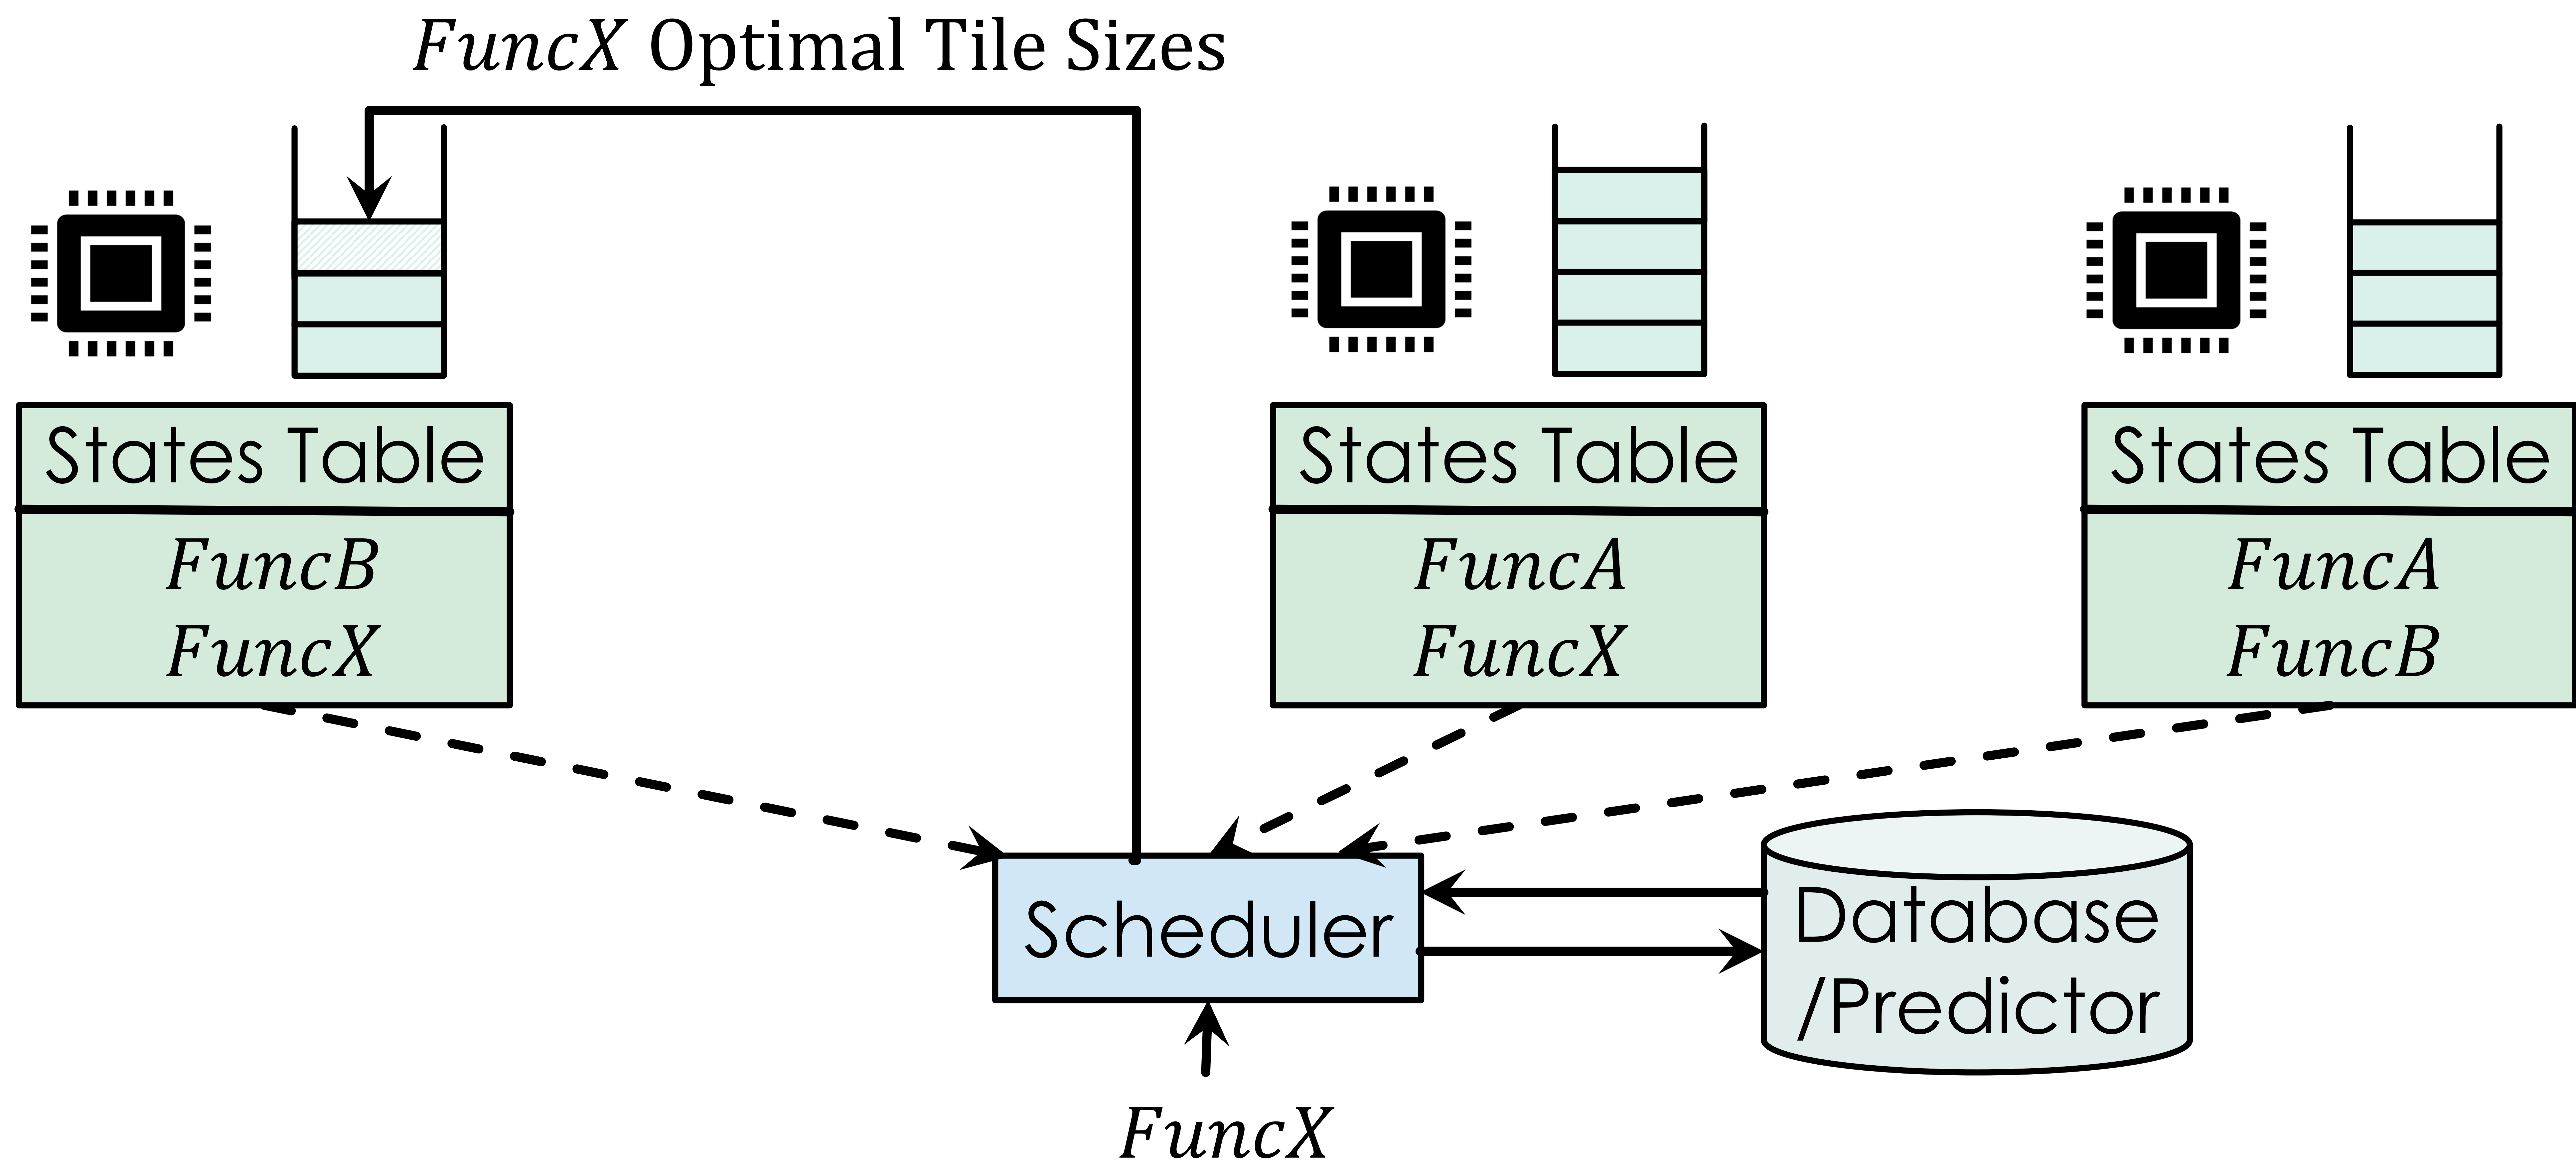 FuncX Optimal Tile Sizes
States Table
FuncB
FuncX
States Table
FuncA
FuncX
States Table
FuncA
FuncB
Scheduler
Database
/Predictor
FuncX